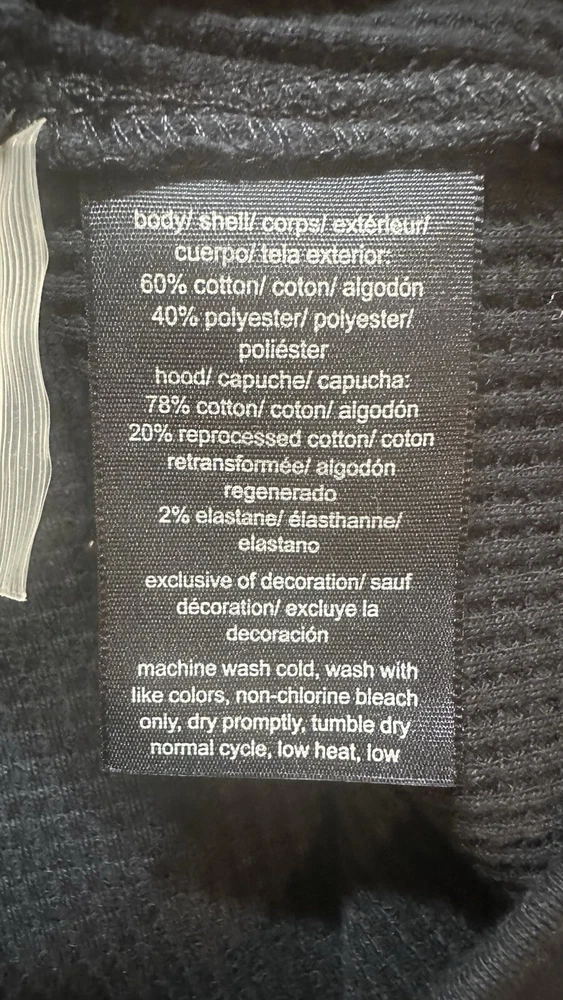 body/ shell/ corps/ extérieur/
cuerpo/ tela exterior:
60% cotton/ coton/ algodón
40% polyester/ polyester/
poliéster
hood/ capuche/ capucha:
78% cotton/ coton/ algodón
20% reprocessed cotton/ coton
retransformée/ algodón
regenerado
2% elastane/ élasthanne/
elastano
exclusive of decoration/ sauf
décoration/ excluye la
decoración
machine wash cold, wash with
like colors, non-chlorine bleach
only, dry promptly, tumble dry
normal cycle, low heat, low